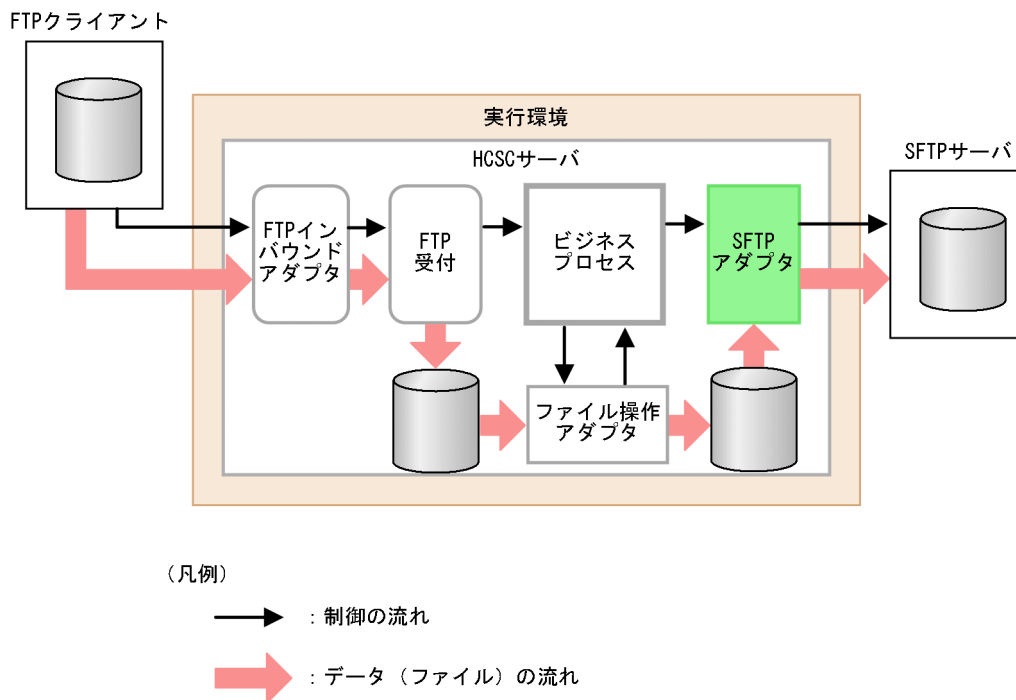 FTPクライアント
実行環境
HCSCサーバ
SFTPサーバ
FTPイン
バウンド
アダプタ
FTP
受付
ビジネス
プロセス
SFTP
アダプタ
ファイル操作
アダプタ
(凡例)
:制御の流れ
:データ(ファイル)の流れ